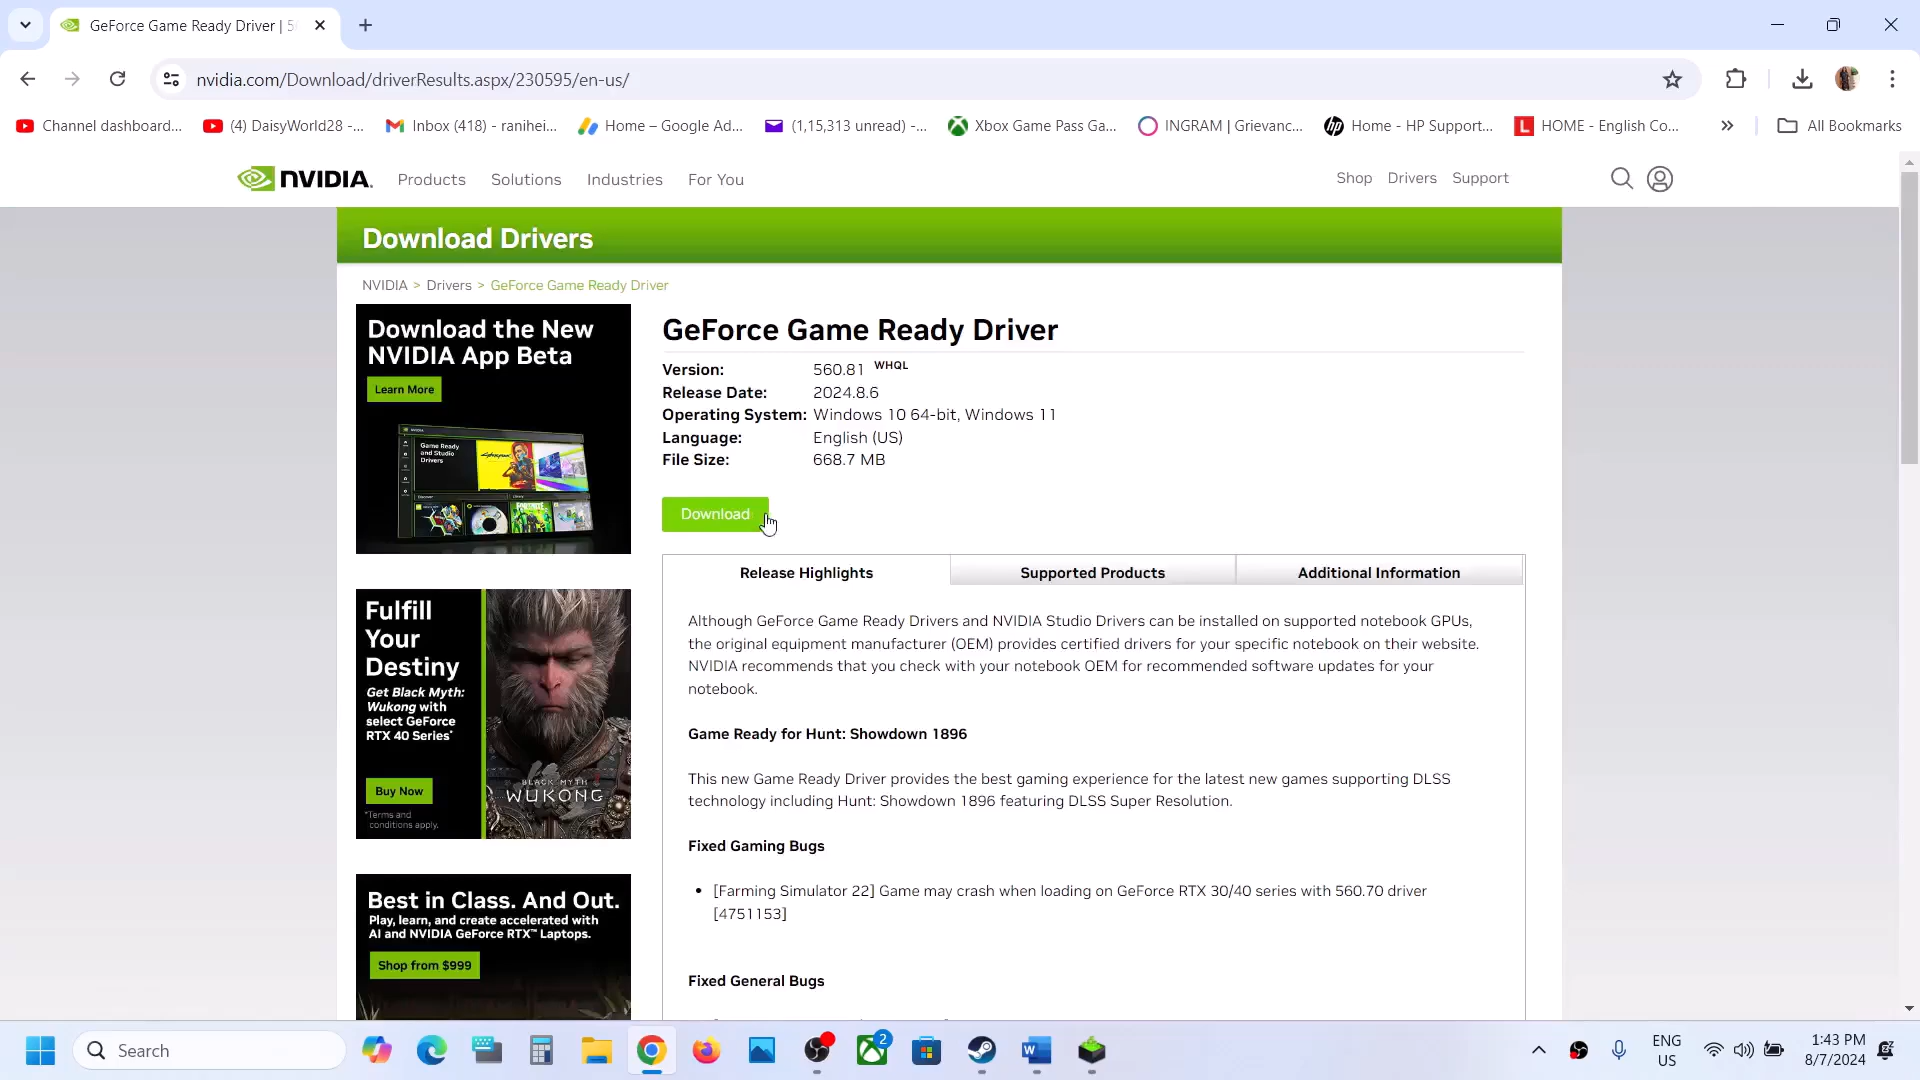 GeForce Game Ready Driver | 5
nvidia.com/Download/driverResults.aspx/230595/en-us/
Channel dashboard...
(4) DaisyWorld28 -...
Inbox (418) - ranihei...
Home – Google Ad...
(1,15,313 unread) -...
Xbox Game Pass Ga...
INGRAM | Grievanc...
Home - HP Support...
HOME - English Co...
All Bookmarks
NVIDIA.
Products
Solutions
Industries
For You
Shop
Drivers
Support
Download Drivers
NVIDIA > Drivers > GeForce Game Ready Driver
Download the New
NVIDIA App Beta
Learn More
Game Ready
and Studio
Drivers
GeForce Game Ready Driver
Version: 560.81 WHQL
Release Date: 2024.8.6
Operating System: Windows 10 64-bit, Windows 11
Language: English (US)
File Size: 668.7 MB
Download
Release Highlights
Supported Products
Additional Information
Although GeForce Game Ready Drivers and NVIDIA Studio Drivers can be installed on supported notebook GPUs,
the original equipment manufacturer (OEM) provides certified drivers for your specific notebook on their website.
NVIDIA recommends that you check with your notebook OEM for recommended software updates for your
notebook.
Game Ready for Hunt: Showdown 1896
This new Game Ready Driver provides the best gaming experience for the latest new games supporting DLSS
technology including Hunt: Showdown 1896 featuring DLSS Super Resolution.
Fixed Gaming Bugs
• [Farming Simulator 22] Game may crash when loading on GeForce RTX 30/40 series with 560.70 driver
[4751153]
Fixed General Bugs
Fulfill
Your
Destiny
Get Black Myth:
Wukong with
select GeForce
RTX 40 Series*
Buy Now
*Terms and
conditions apply.
BLACK MYTH
WUKONG
Best in Class. And Out.
Play, learn, and create accelerated with
AI and NVIDIA GeForce RTX™ Laptops.
Shop from $999
Search
2
ENG
US
1:43 PM
8/7/2024